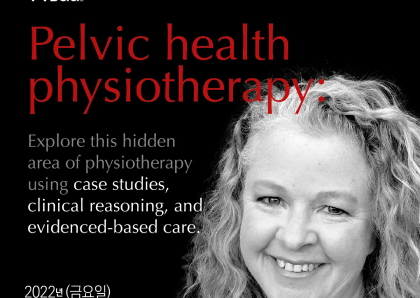 Pelvic health
physiotherapy:
Explore this hidden
area of physiotherapy
using case studies,
clinical reasoning, and
evidenced-based care.
2022년 (금요일)